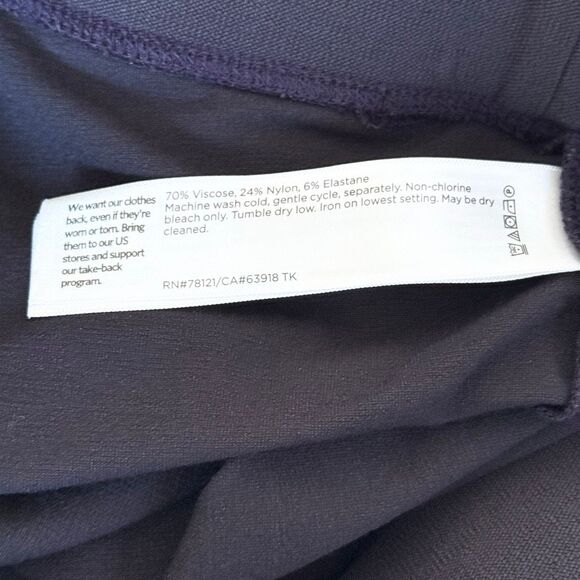 We want our clothes
back, even if they're
worn or torn. Bring
them to our US
stores and support
our take-back
program.
70% Viscose, 24% Nylon, 6% Elastane
Machine wash cold, gentle cycle, separately. Non-chlorine
bleach only. Tumble dry low. Iron on lowest setting. May be dry
cleaned.
RN#78121/CA#63918 TK